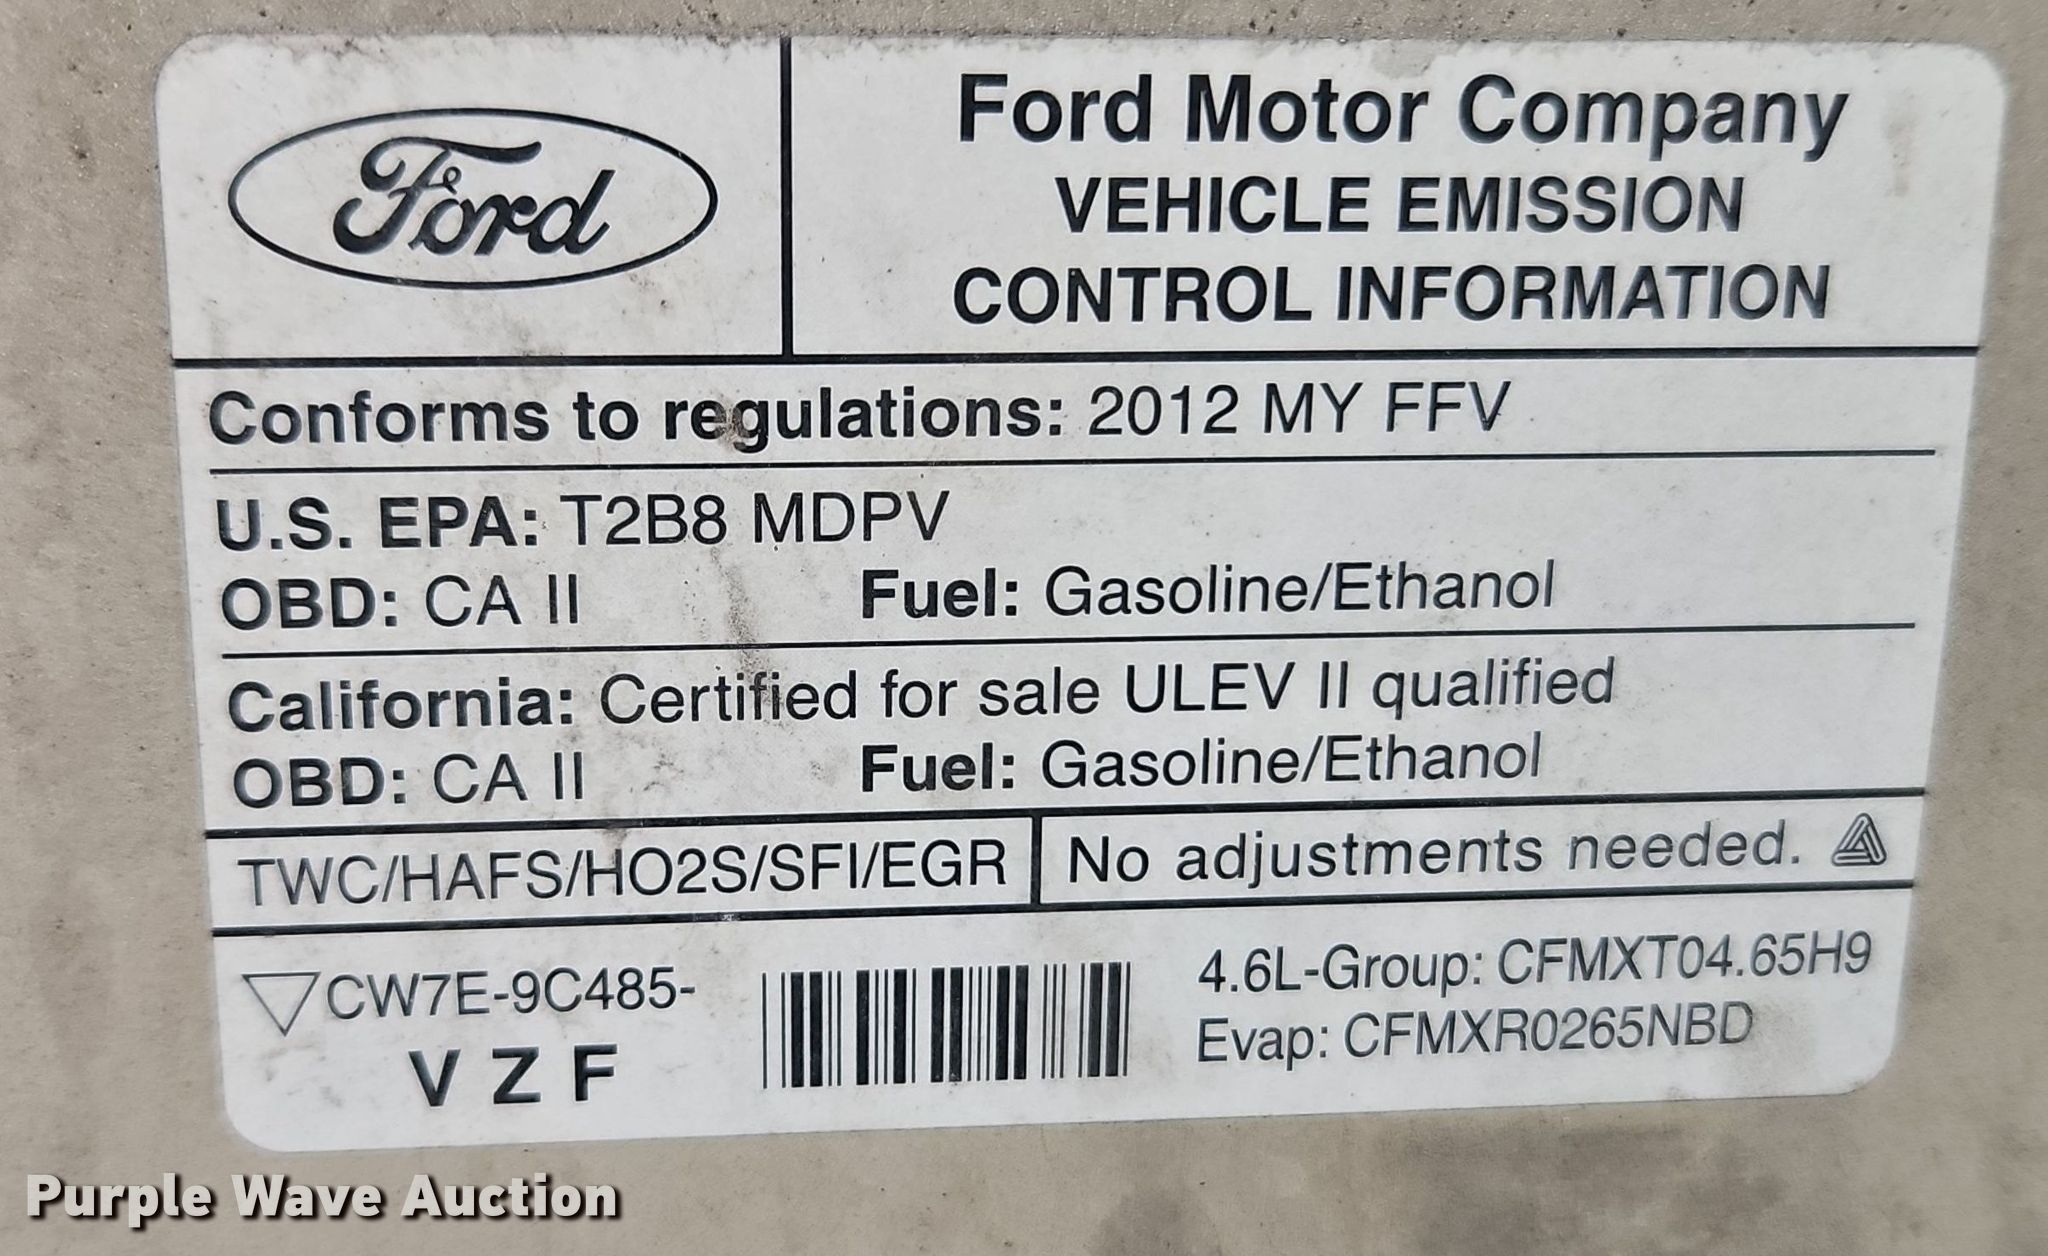 Ford
Ford Motor Company
VEHICLE EMISSION
CONTROL INFORMATION
Conforms to regulations: 2012 MY FFV
U.S. EPA: T2B8 MDPV
OBD: CA II Fuel: Gasoline/Ethanol
California: Certified for sale ULEV II qualified
OBD: CA II Fuel: Gasoline/Ethanol
TWC/HAFS/HO2S/SFI/EGR No adjustments needed.
CW7E-9C485-
V Z F
4.6L-Group: CFMXT04.65H9
Evap: CFMXR0265NBD
Purple Wave Auction